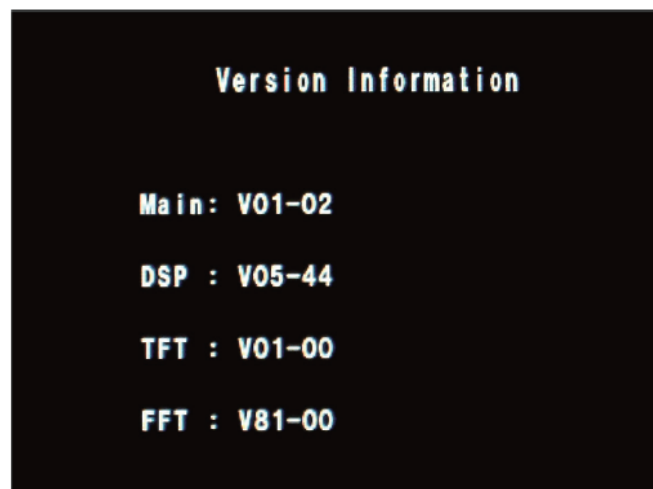 Version Information
Main: V01-02
DSP : V05-44
TFT : V01-00
FFT : V81-00